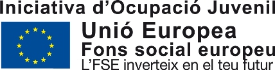 Iniciativa d'Ocupació Juvenil
Unió Europea
Fons social europeu
L'FSE inverteix en el teu futur